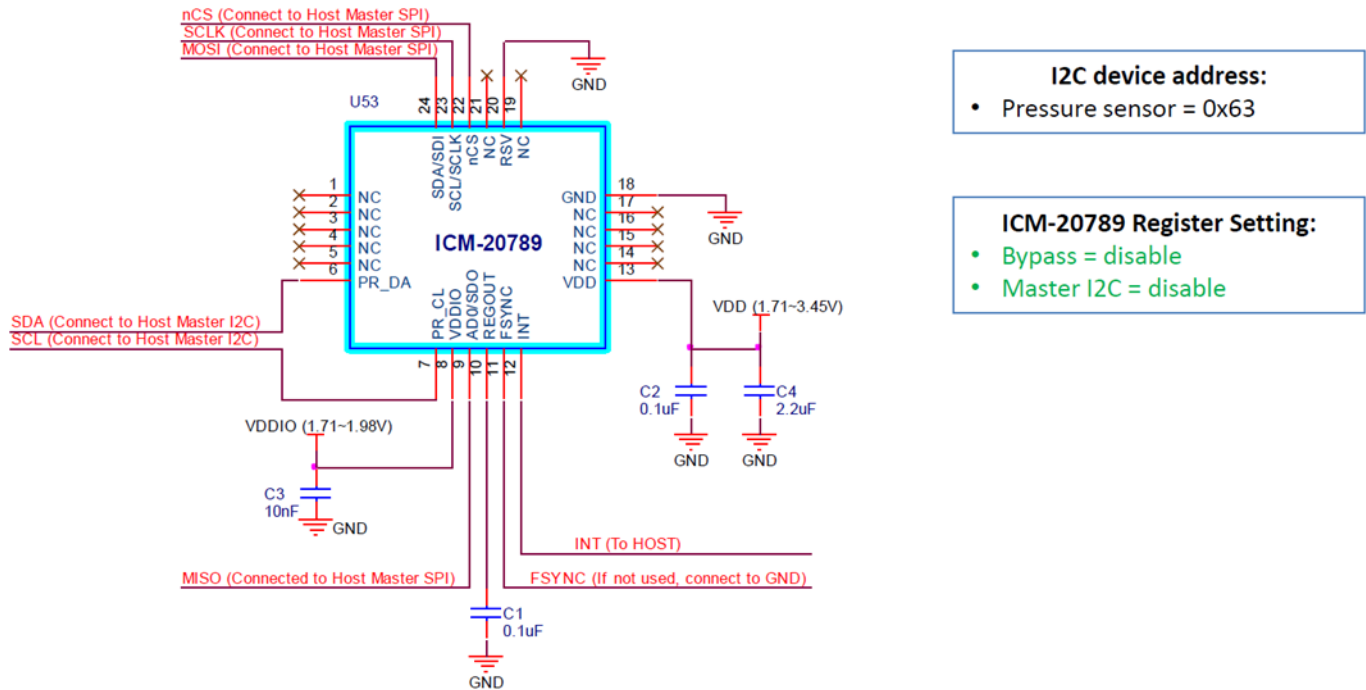 nCS (Connect to Host Master SPI)
SCLK (Connect to Host Master SPI)
MOSI (Connect to Host Master SPI)
GND
U53
24
23
22
21
20
19
SDA/SDI
SCL/SCLK
nCS
NC
RSV
NC
1
2
3
4
5
6
NC
NC
NC
NC
NC
PR_DA
ICM-20789
GND
NC
NC
NC
NC
VDD
18
17
16
15
14
13
GND
PR_CL
VDDIO
AD0/SDO
REGOUT
FSYNC
INT
7
8
9
10
11
12
SDA (Connect to Host Master I2C)
SCL (Connect to Host Master I2C)
VDD (1.71~3.45V)
C2
0.1uF
C4
2.2uF
GND
GND
VDDIO (1.71~1.98V)
C3
10nF
GND
INT (To HOST)
MISO (Connected to Host Master SPI)
FSYNC (If not used, connect to GND)
C1
0.1uF
GND
I2C device address:
• Pressure sensor = 0x63
ICM-20789 Register Setting:
• Bypass = disable
• Master I2C = disable